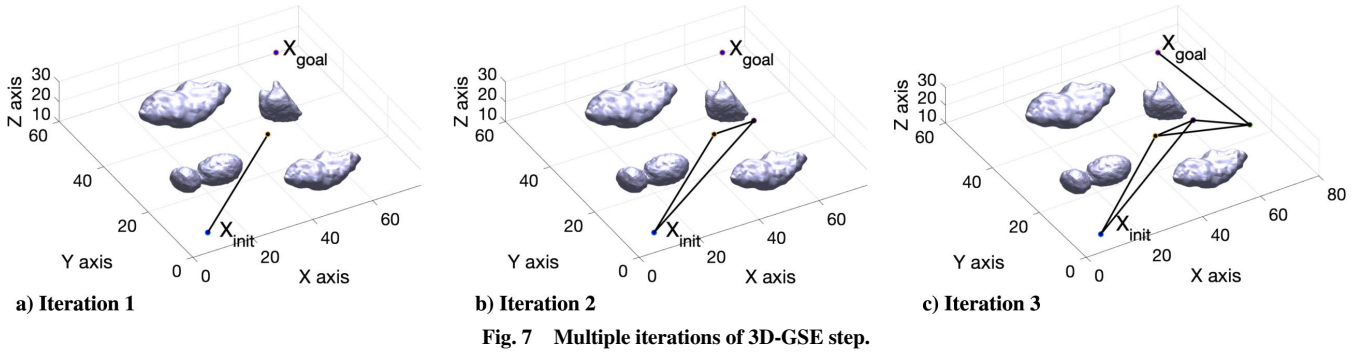 X_goal
X_init
Z axis
30
20
10
60
40
20
0
Y axis
0
20
40
60
X axis
a) Iteration 1
X_goal
X_init
Z axis
30
20
10
60
40
20
0
Y axis
0
20
40
60
X axis
b) Iteration 2
X_goal
X_init
Z axis
30
20
10
60
40
20
0
Y axis
0
20
40
60
80
X axis
c) Iteration 3
Fig. 7 Multiple iterations of 3D-GSE step.